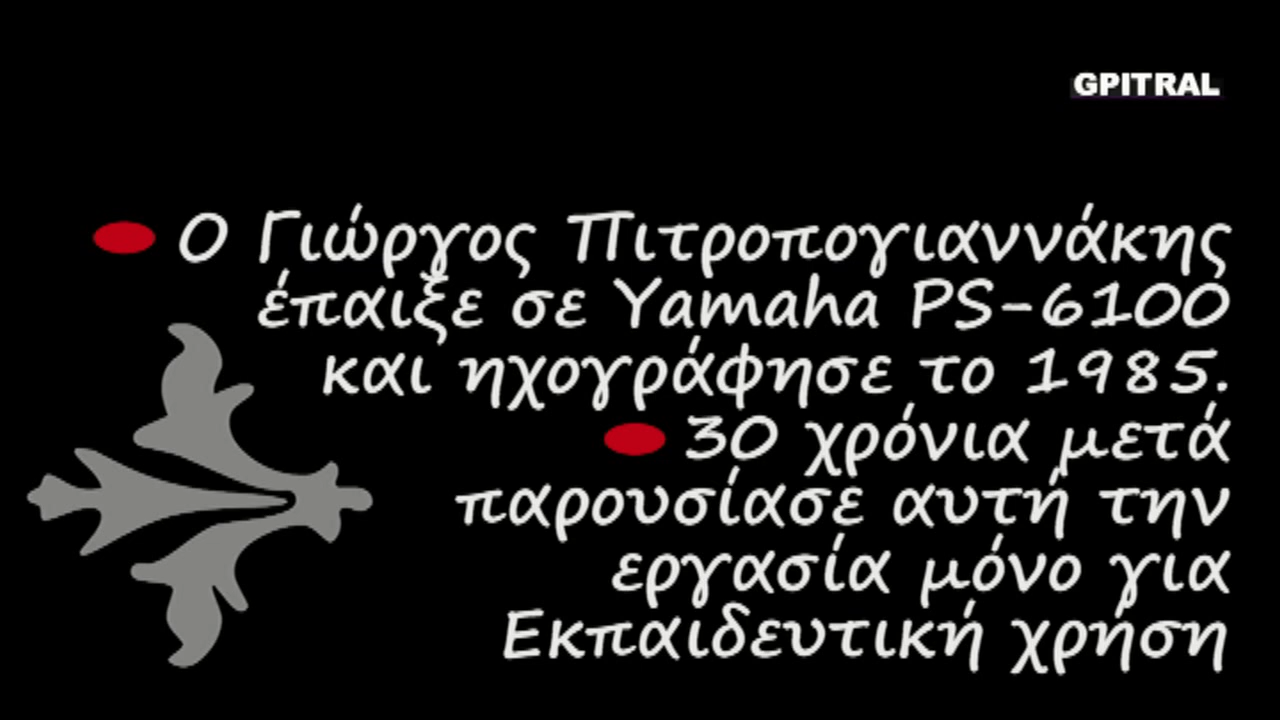 GPITRAL
Ο Γιώργος Πιτροπογιαννάκης
έπαιξε σε Yamaha PS-6100
και ηχογράφησε το 1985.
30 χρόνια μετά
παρουσίασε αυτή την
εργασία μόνο για
Εκπαιδευτική χρήση